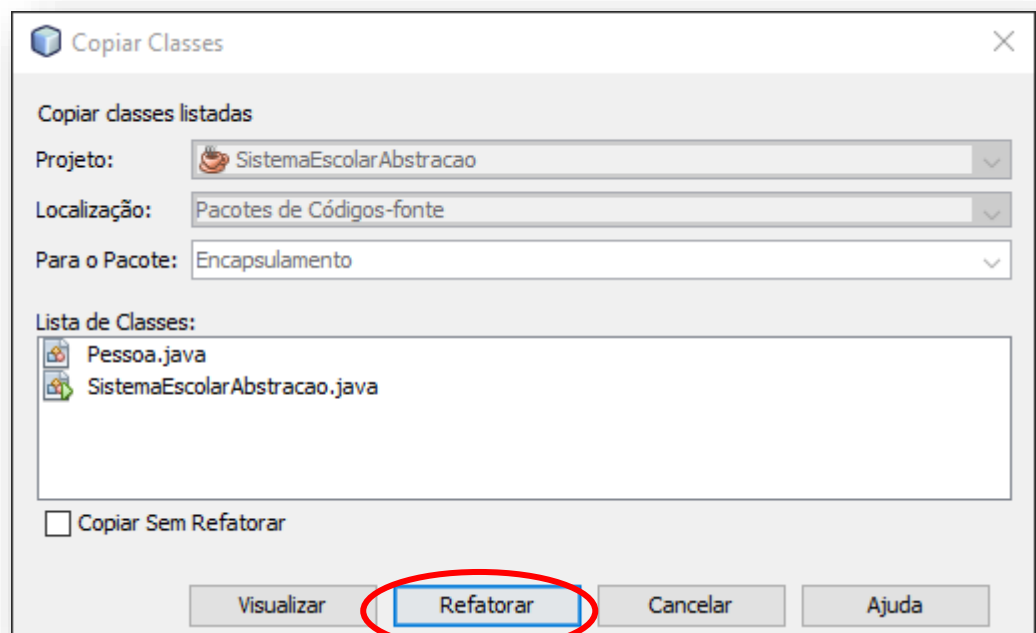 Copiar Classes
Copiar classes listadas
Projeto: SistemaEscolarAbstracao
Localização: Pacotes de Códigos-fonte
Para o Pacote: Encapsulamento
Lista de Classes:
Pessoa.java
SistemaEscolarAbstracao.java
Copiar Sem Refatorar
Visualizar Refatorar Cancelar Ajuda